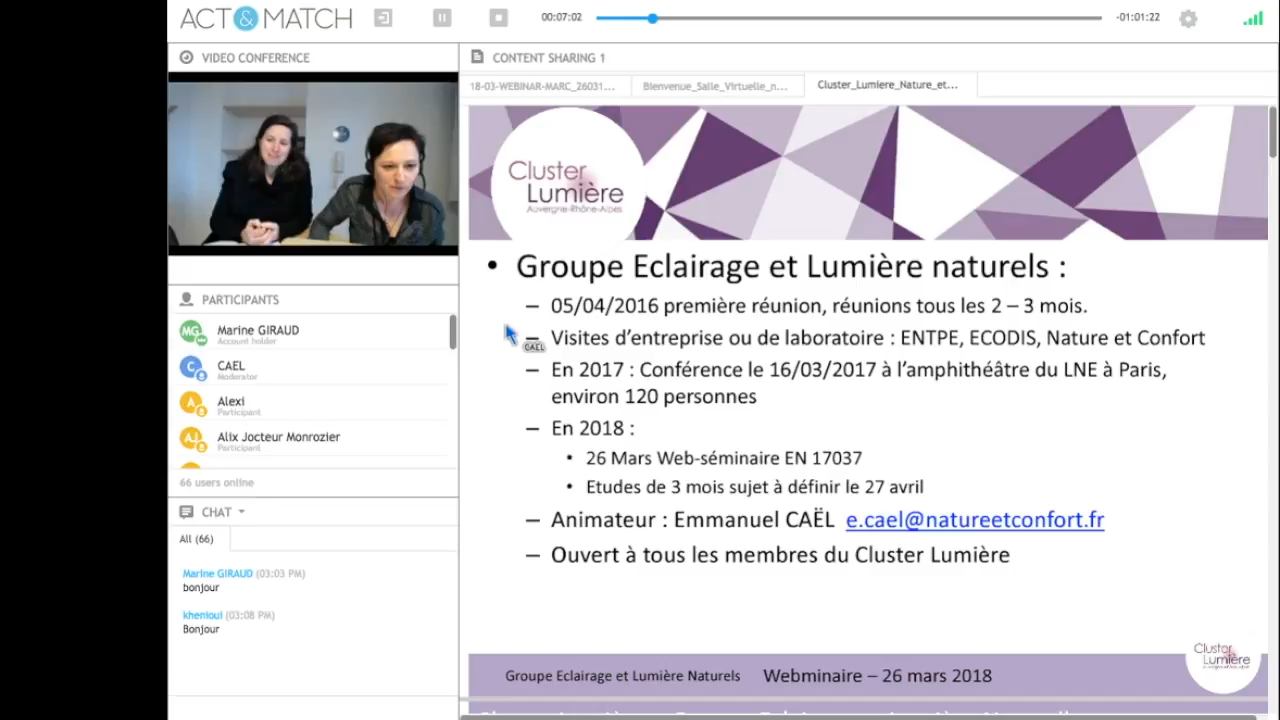 ACT & MATCH
00:07:02
-01:01:22
VIDEO CONFERENCE
CONTENT SHARING 1
18-03-WEBINAR-MARC_26031...
Bienvenue_Salle_Virtuelle_n...
Cluster_Lumiere_Nature_et...
Cluster
Lumière
Auvergne-Rhône-Alpes
• Groupe Eclairage et Lumière naturels :
– 05/04/2016 première réunion, réunions tous les 2 – 3 mois.
– Visites d'entreprise ou de laboratoire : ENTPE, ECODIS, Nature et Confort
CAEL
– En 2017 : Conférence le 16/03/2017 à l'amphithéâtre du LNE à Paris,
environ 120 personnes
– En 2018 :
• 26 Mars Web-séminaire EN 17037
• Etudes de 3 mois sujet à définir le 27 avril
– Animateur : Emmanuel CAËL e.cael@natureetconfort.fr
– Ouvert à tous les membres du Cluster Lumière
Groupe Eclairage et Lumière Naturels
Webminaire – 26 mars 2018
Cluster
Lumière
PARTICIPANTS
MG
Marine GIRAUD
Account holder
C
CAEL
Moderator
A
Alexi
Participant
AJ
Alix Jocteur Monrozier
Participant
66 users online
CHAT
All (66)
Marine GIRAUD (03:03 PM)
bonjour
khenioui (03:08 PM)
Bonjour